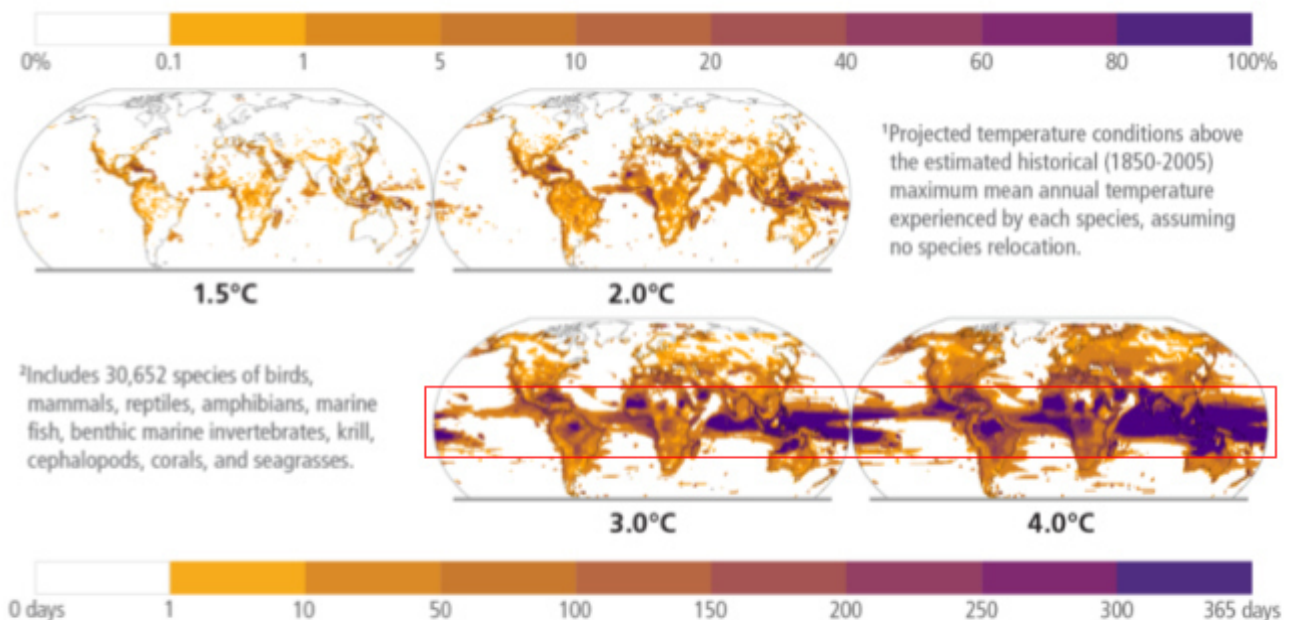 0% 0.1 1 5 10 20 40 60 80 100%
¹Projected temperature conditions above
the estimated historical (1850-2005)
maximum mean annual temperature
experienced by each species, assuming
no species relocation.
1.5°C 2.0°C
²Includes 30,652 species of birds,
mammals, reptiles, amphibians, marine
fish, benthic marine invertebrates, krill,
cephalopods, corals, and seagrasses.
3.0°C 4.0°C
0 days 1 10 50 100 150 200 250 300 365 days